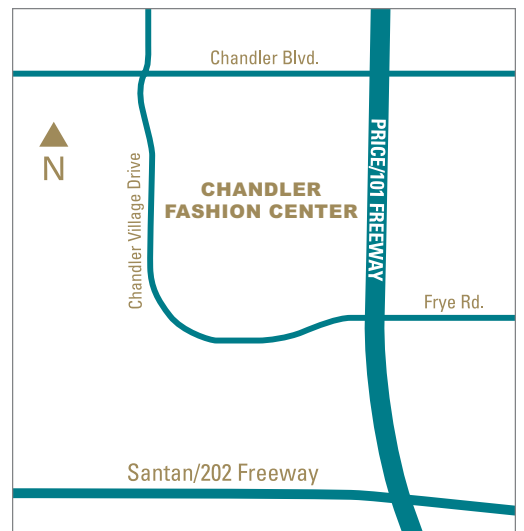 Chandler Blvd.
PRICE/101 FREEWAY
N
Chandler Village Drive
CHANDLER
FASHION CENTER
Frye Rd.
Santan/202 Freeway